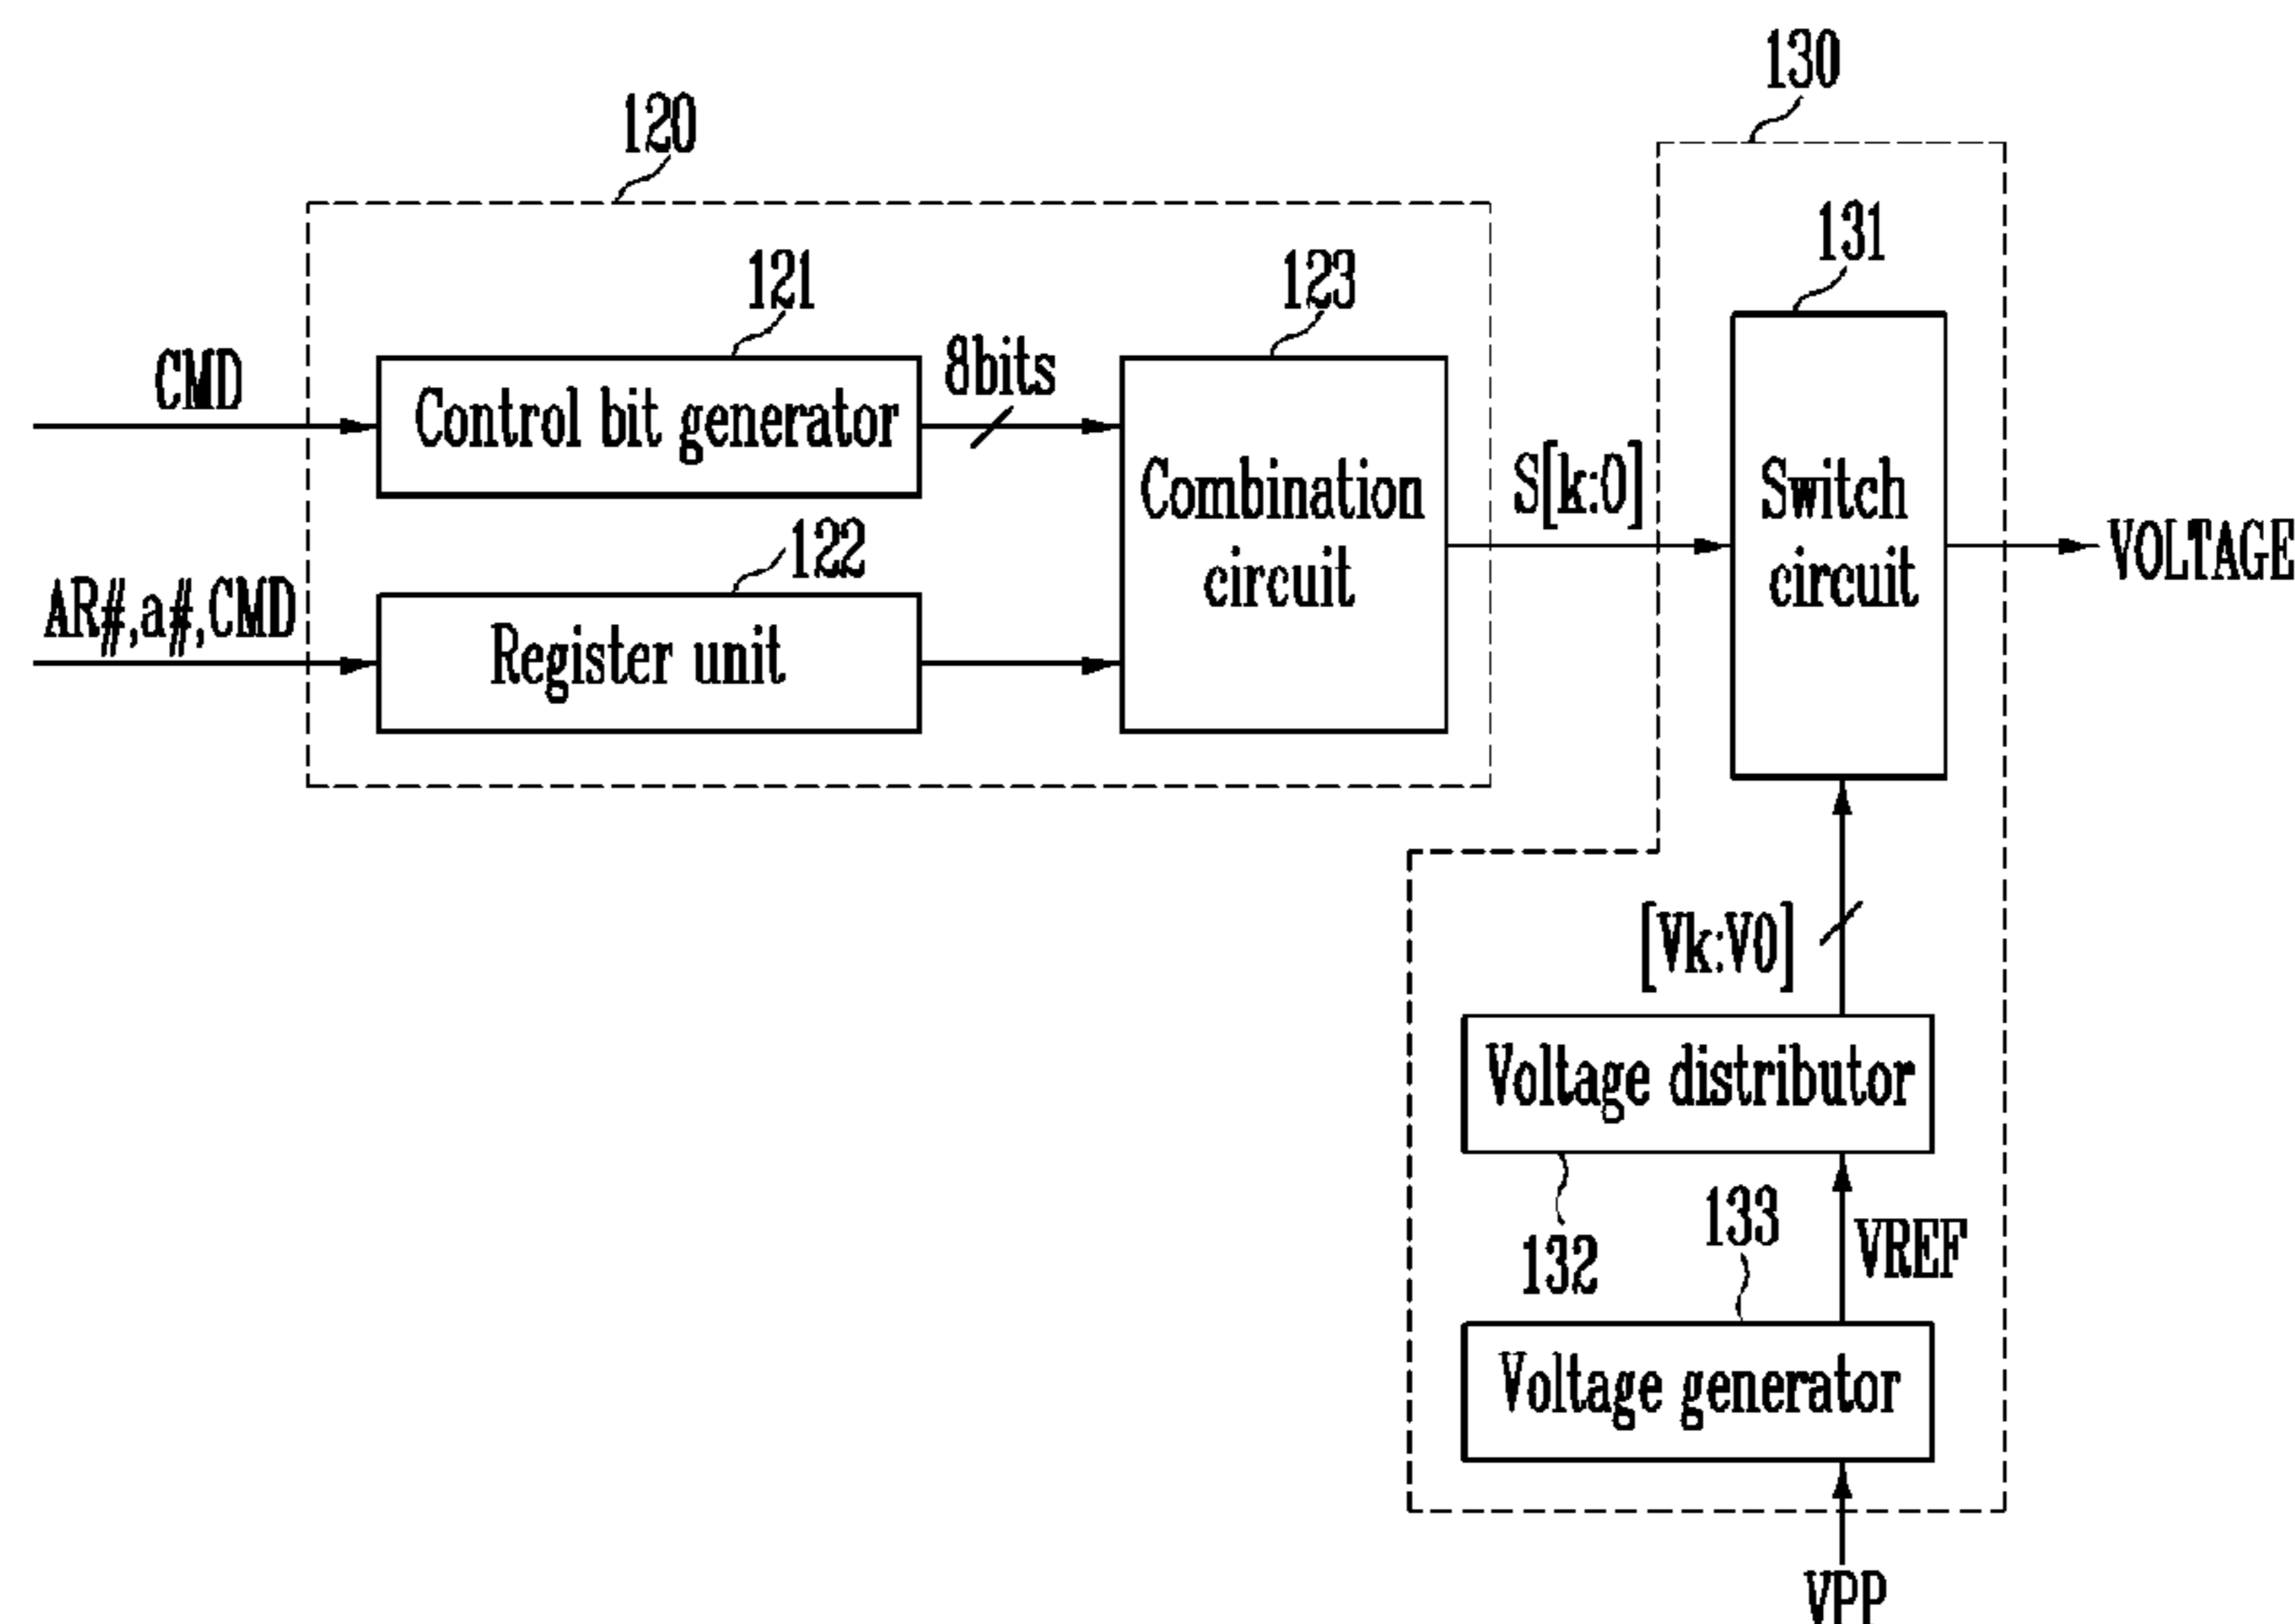 130
120
131
121
123
CMD
8bits
Control bit generator
S[k:0]
Combination
circuit
Switch
circuit
VOLTAGE
122
AR#,a#,CMD
Register unit
[Vk:V0]
Voltage distributor
132
133
VREF
Voltage generator
VPP